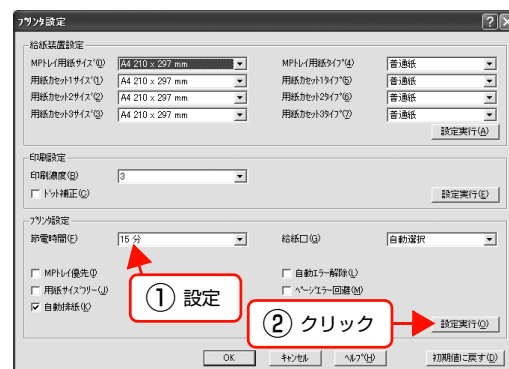 プリンタ設定
給紙装置設定
MPトレイ用紙サイズ(0) A4 210 x 297 mm MPトレイ用紙タイプ(4) 普通紙
用紙カセット1サイズ(1) A4 210 x 297 mm 用紙カセット1タイプ(5) 普通紙
用紙カセット2サイズ(2) A4 210 x 297 mm 用紙カセット2タイプ(6) 普通紙
用紙カセット3サイズ(3) A4 210 x 297 mm 用紙カセット3タイプ(7) 普通紙
設定実行(A)
印刷設定
印刷濃度(B) 3
ドット補正(C) 設定実行(E)
プリンタ設定
節電時間(F) 15 分 給紙口(G) 自動選択
MPトレイ優先(I) 自動エラー解除(L)
用紙サイズフリー(J) ページエラー回避(M)
自動排紙(K)
① 設定
② クリック
設定実行(O)
OK キャンセル ヘルプ(H) 初期値に戻す(D)